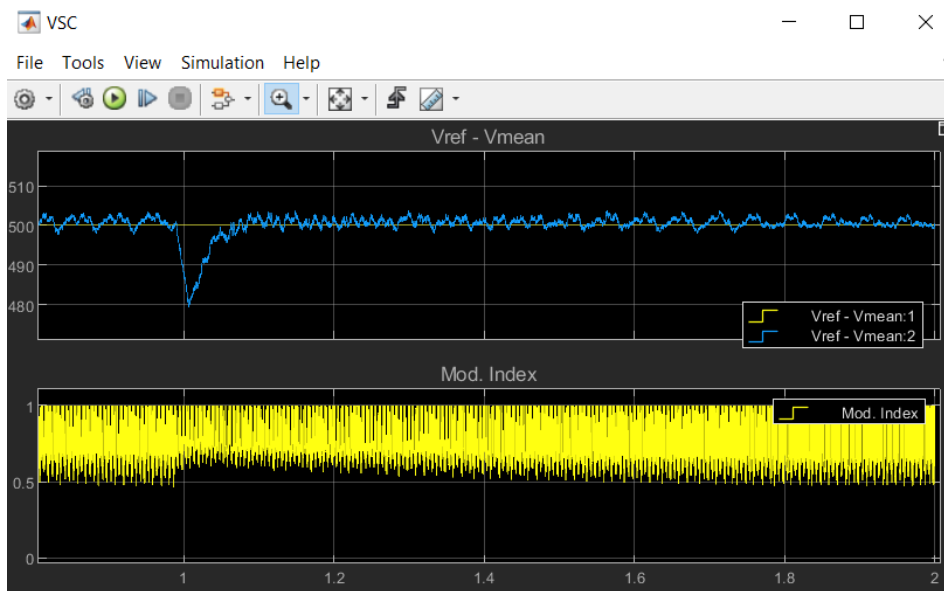 VSC
File Tools View Simulation Help
Vref - Vmean
510
500
490
480
Vref - Vmean:1
Vref - Vmean:2
Mod. Index
1
0.5
0
Mod. Index
1
1.2
1.4
1.6
1.8
2